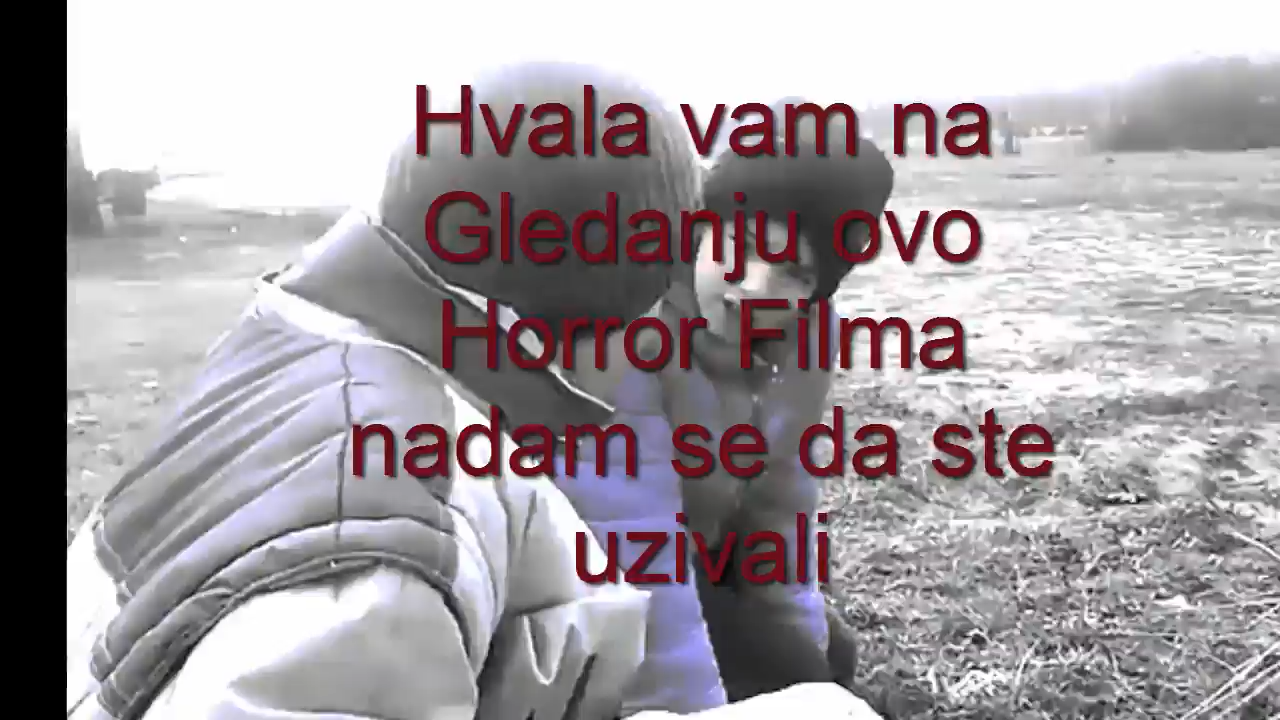 Hvala vam na
Gledanju ovo
Horror Filma
nadam se da ste
uzivali